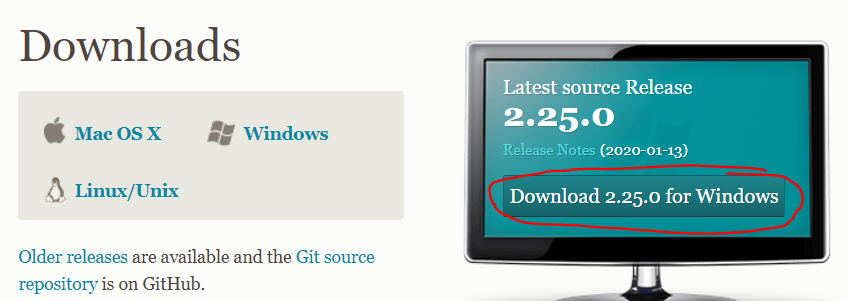 Downloads
Mac OS X
Windows
Linux/Unix
Older releases are available and the Git source
repository is on GitHub.
Latest source Release
2.25.0
Release Notes (2020-01-13)
Download 2.25.0 for Windows